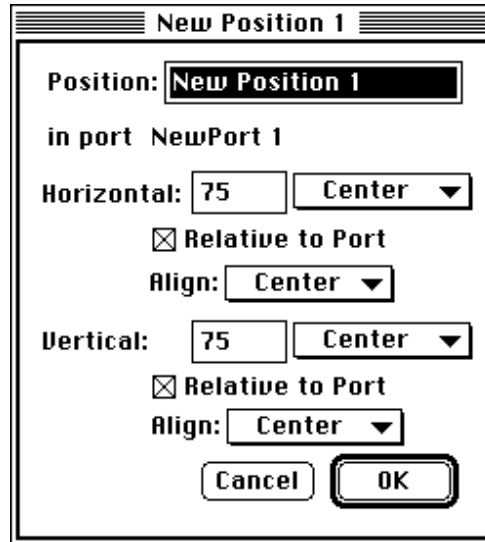 New Position 1
Position: New Position 1
in port NewPort 1
Horizontal: 75 Center
Relative to Port
Align: Center
Vertical: 75 Center
Relative to Port
Align: Center
Cancel OK